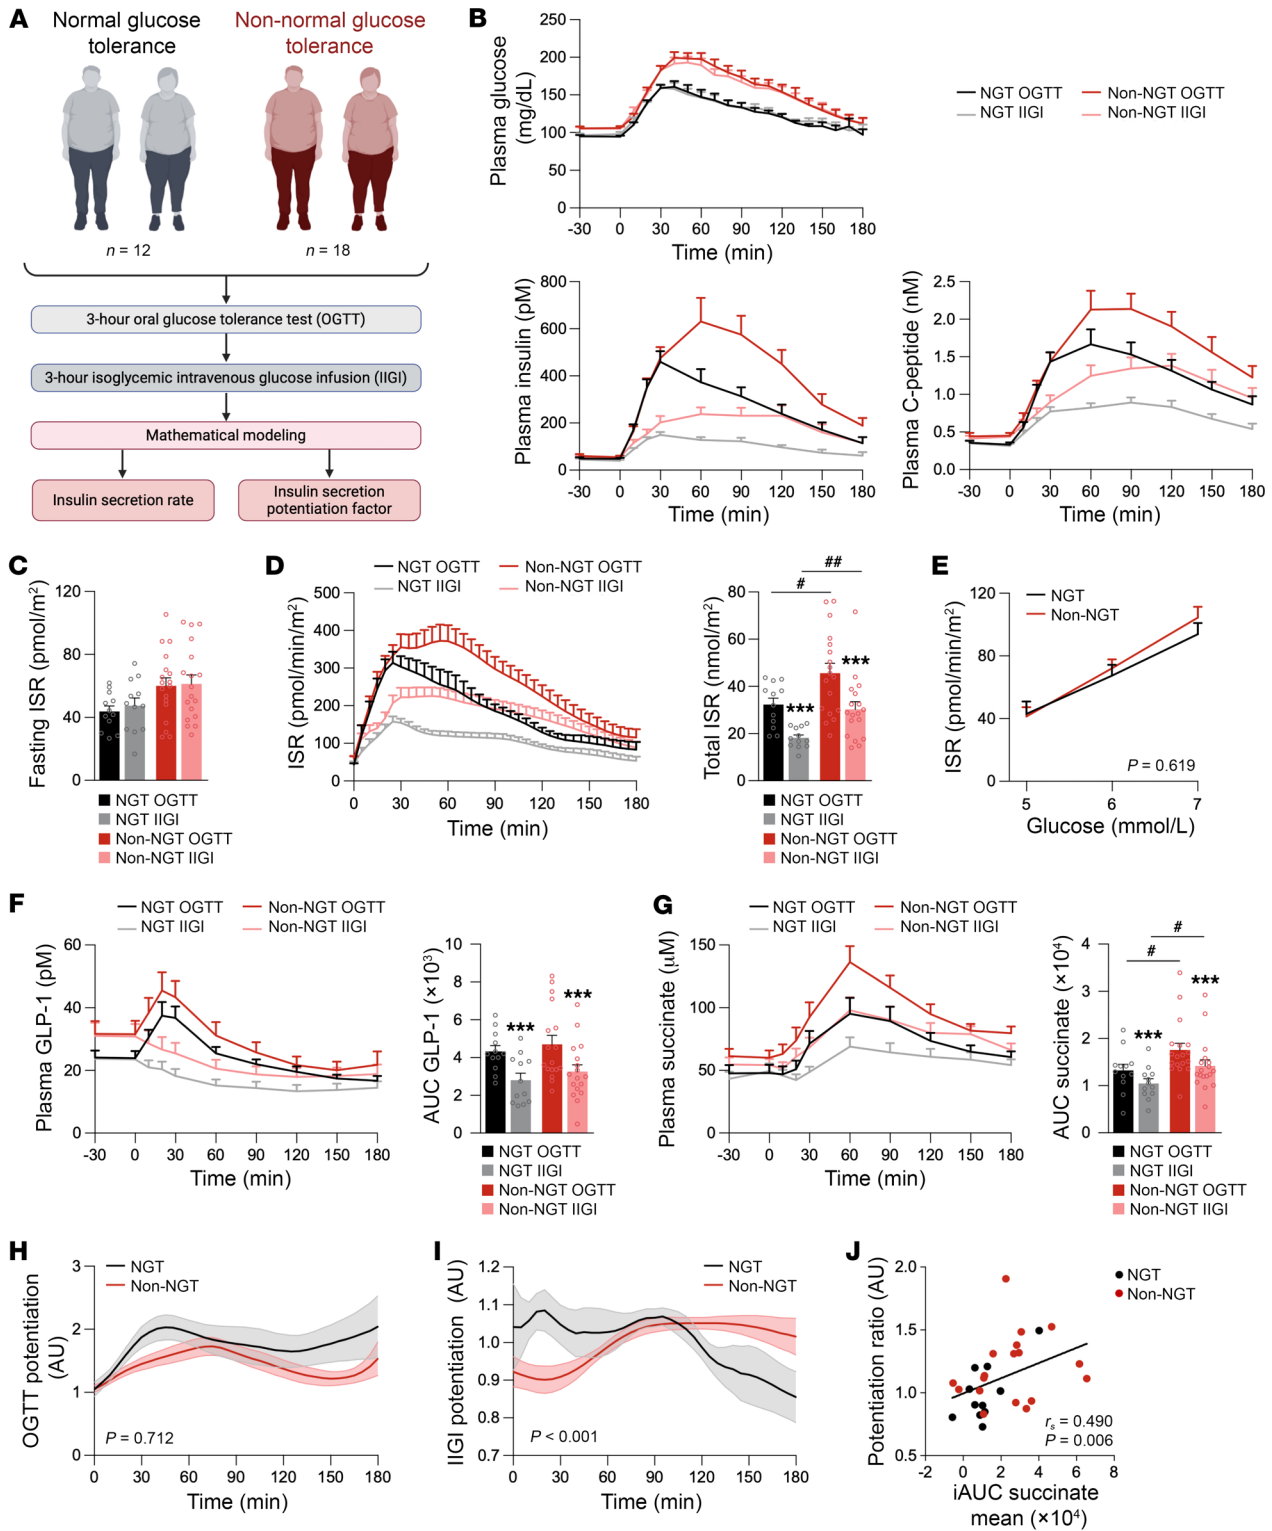 A
Normal glucose
tolerance
Non-normal glucose
tolerance
n = 12
n = 18
3-hour oral glucose tolerance test (OGTT)
3-hour isoglycemic intravenous glucose infusion (IIGI)
Mathematical modeling
Insulin secretion rate
Insulin secretion
potentiation factor
B
Plasma glucose
(mg/dL)
250
200
150
100
50
0
-30 0 30 60 90 120 150 180
Time (min)
NGT OGTT
NGT IIGI
Non-NGT OGTT
Non-NGT IIGI
Plasma insulin (pM)
800
600
400
200
0
-30 0 30 60 90 120 150 180
Time (min)
Plasma C-peptide (nM)
2.5
2.0
1.5
1.0
0.5
0.0
-30 0 30 60 90 120 150 180
Time (min)
C
Fasting ISR (pmol/m²)
120
80
40
0
NGT OGTT
NGT IIGI
Non-NGT OGTT
Non-NGT IIGI
D
NGT OGTT
NGT IIGI
Non-NGT OGTT
Non-NGT IIGI
ISR (pmol/min/m²)
500
400
300
200
100
0
0 30 60 90 120 150 180
Time (min)
Total ISR (nmol/m²)
80
60
40
20
0
##
#
***
***
NGT OGTT
NGT IIGI
Non-NGT OGTT
Non-NGT IIGI
E
NGT
Non-NGT
ISR (pmol/min/m²)
120
80
40
0
P = 0.619
5 6 7
Glucose (mmol/L)
F
NGT OGTT
NGT IIGI
Non-NGT OGTT
Non-NGT IIGI
Plasma GLP-1 (pM)
60
40
20
0
-30 0 30 60 90 120 150 180
Time (min)
AUC GLP-1 (×10³)
10
8
6
4
2
0
***
***
NGT OGTT
NGT IIGI
Non-NGT OGTT
Non-NGT IIGI
G
NGT OGTT
NGT IIGI
Non-NGT OGTT
Non-NGT IIGI
Plasma succinate (μM)
150
100
50
0
-30 0 30 60 90 120 150 180
Time (min)
AUC succinate (×10⁴)
4
3
2
1
0
#
#
***
***
NGT OGTT
NGT IIGI
Non-NGT OGTT
Non-NGT IIGI
H
NGT
Non-NGT
OGTT potentiation
(AU)
3
2
1
0
P = 0.712
0 30 60 90 120 150 180
Time (min)
I
NGT
Non-NGT
IIGI potentiation (AU)
1.2
1.1
1.0
0.9
0.8
0.7
P < 0.001
0 30 60 90 120 150 180
Time (min)
J
NGT
Non-NGT
Potentiation ratio (AU)
2.0
1.5
1.0
0.5
rs = 0.490
P = 0.006
-2 0 2 4 6 8
iAUC succinate
mean (×10⁴)